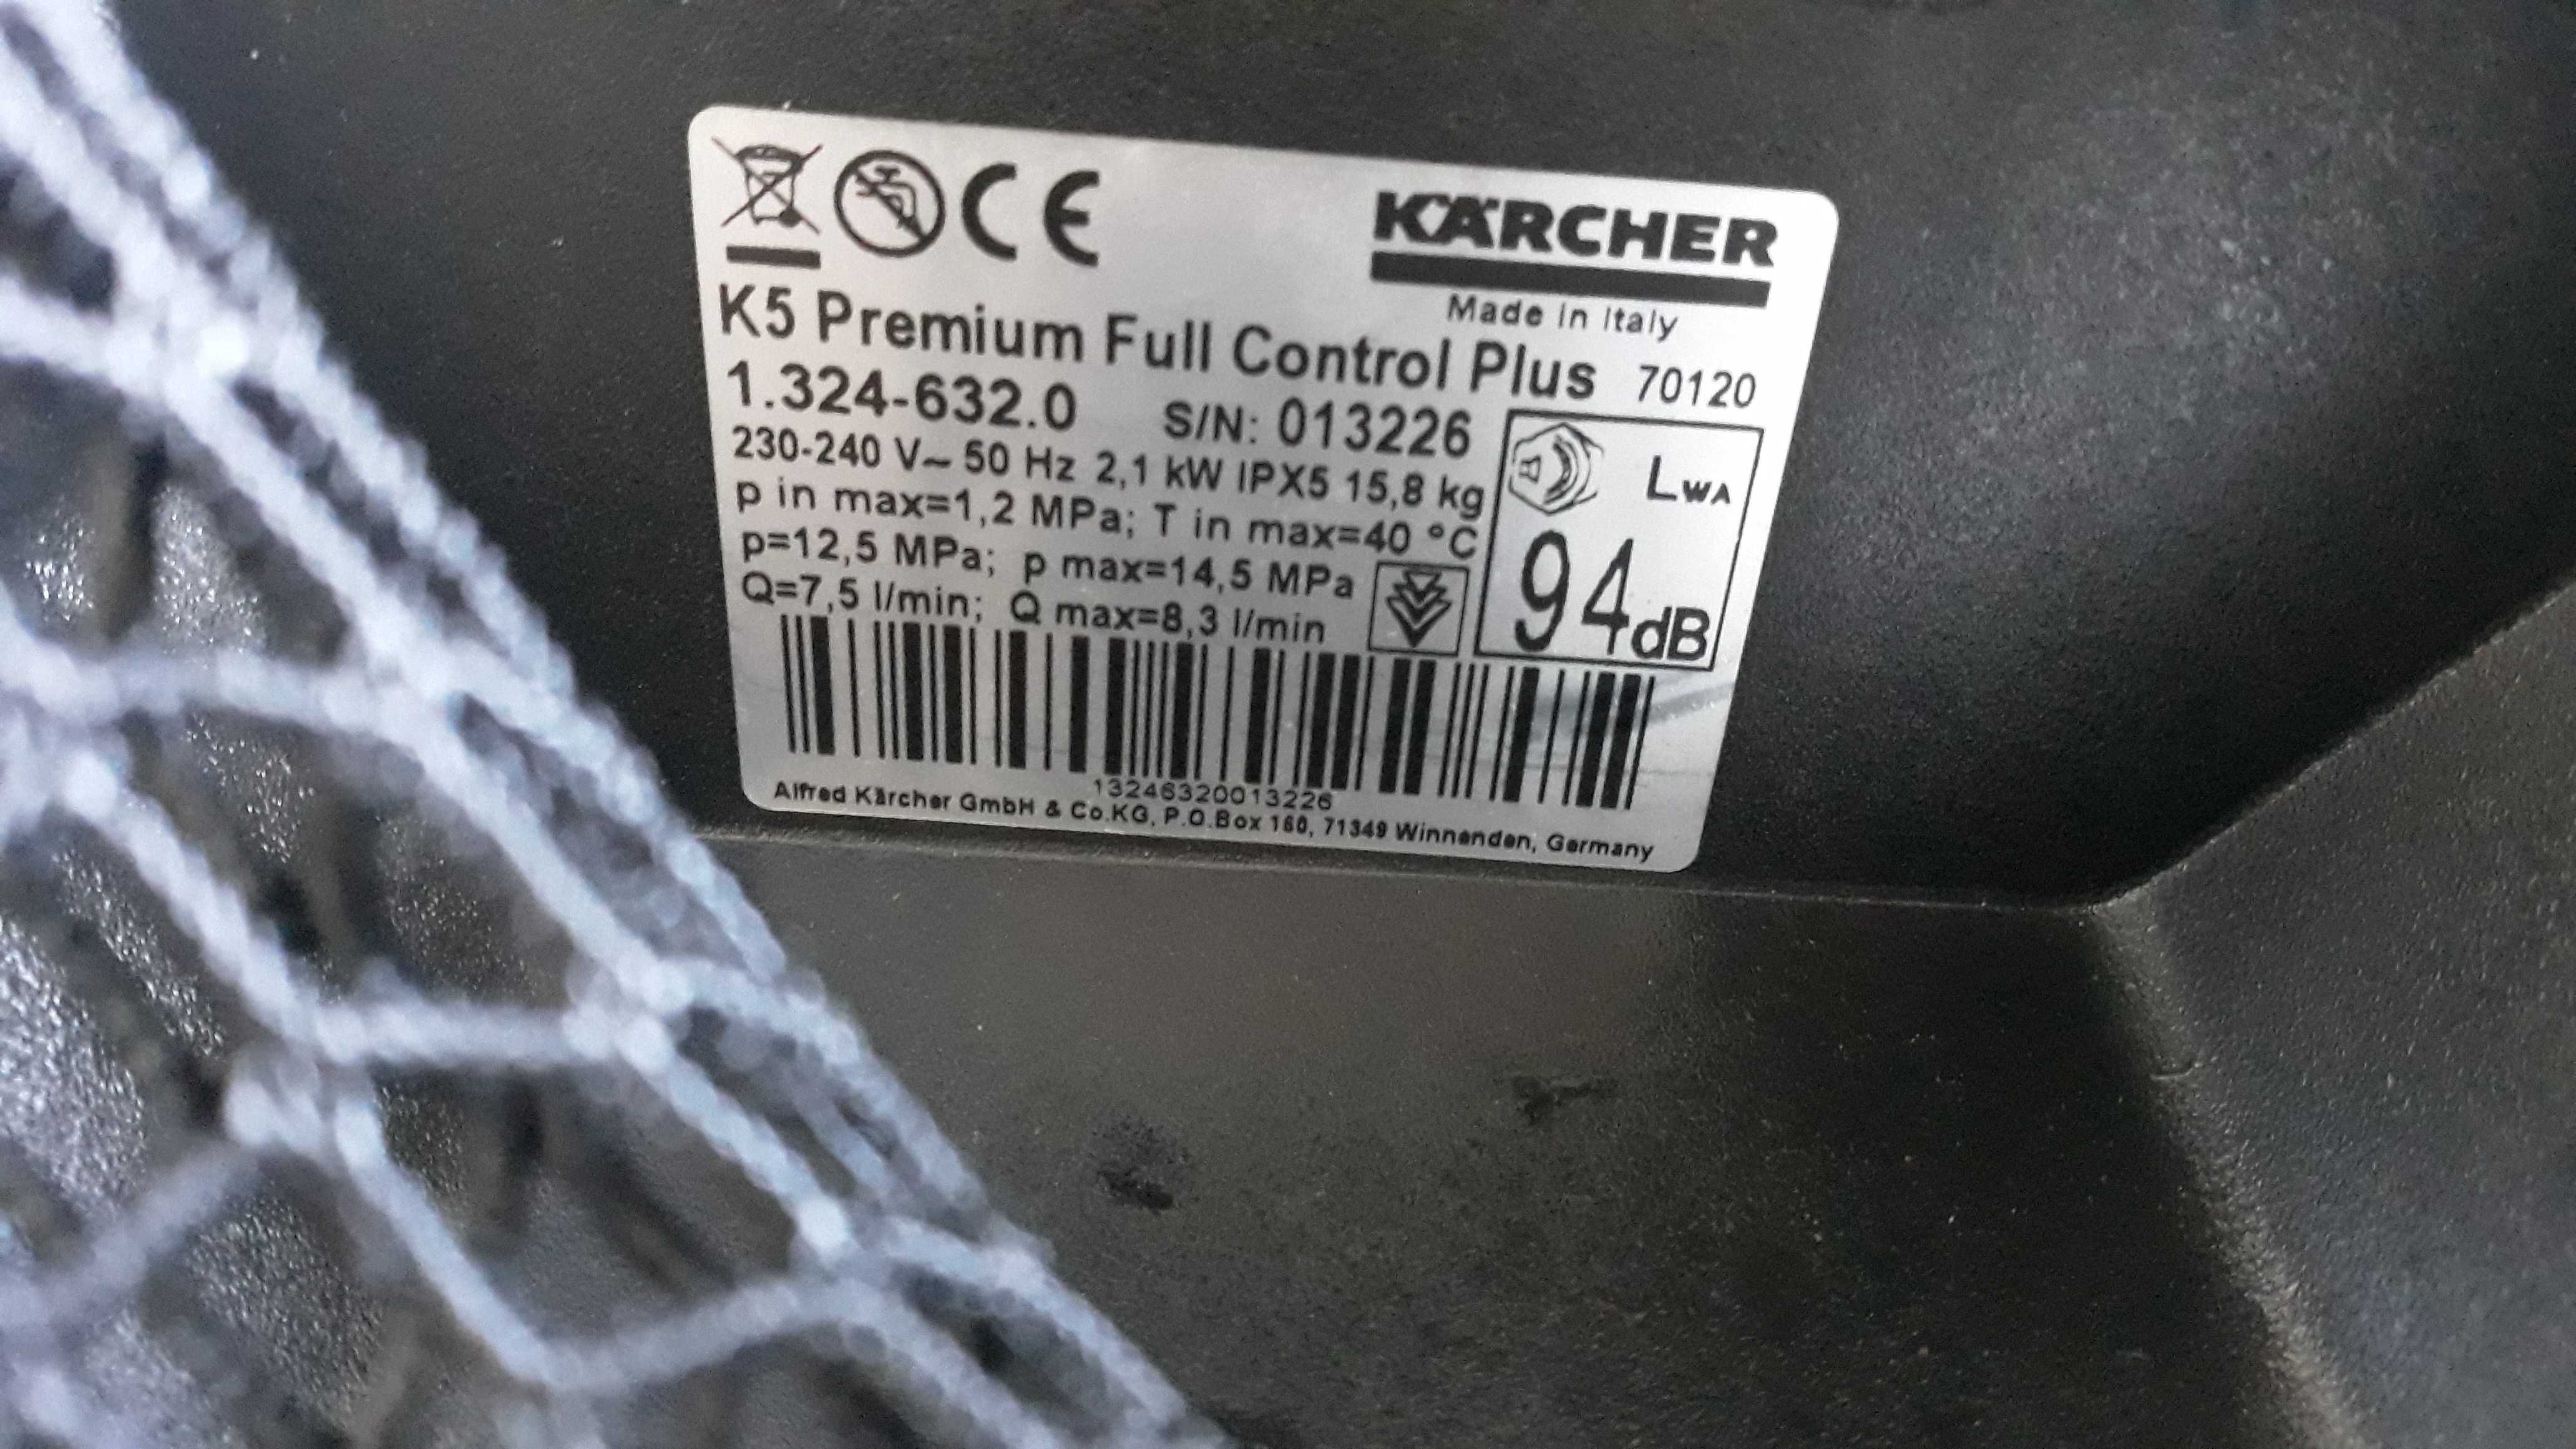 CE
KÄRCHER
Made in Italy
K5 Premium Full Control Plus 70120
1.324-632.0 S/N: 013226
230-240 V~ 50 Hz 2,1 kW IPX5 15,8 kg
p in max=1,2 MPa; T in max=40 °C
p=12,5 MPa; p max=14,5 MPa
Q=7,5 l/min; Q max=8,3 l/min
LWA
94dB
13246320013226
Alfred Kärcher GmbH & Co.KG, P.O.Box 160, 71349 Winnenden, Germany